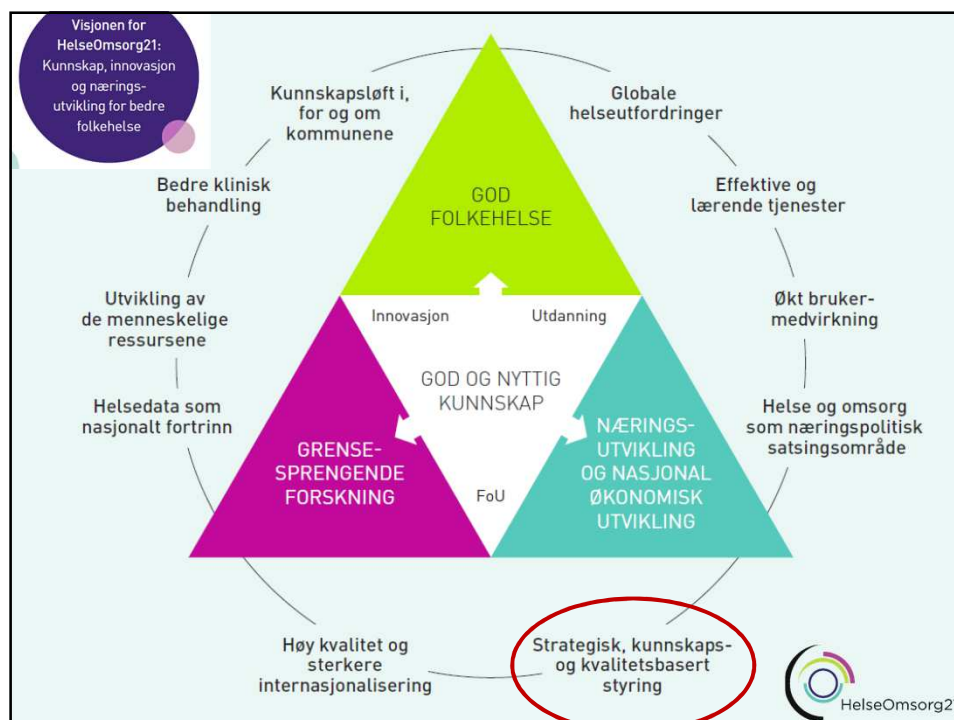 Visjonen for
HelseOmsorg21:
Kunnskap, innovasjon
og nærings-
utvikling for bedre
folkehelse
Kunnskapsløft i,
for og om
kommunene
Globale
helseutfordringer
Bedre klinisk
behandling
GOD
FOLKEHELSE
Effektive og
lærende tjenester
Utvikling av
de menneskelige
ressursene
Innovasjon
Utdanning
Økt bruker-
medvirkning
GOD OG NYTTIG
KUNNSKAP
Helsedata som
nasjonalt fortrinn
GRENSE-
SPRENGENDE
FORSKNING
FoU
NÆRINGS-
UTVIKLING
OG NASJONAL
ØKONOMISK
UTVIKLING
Helse og omsorg
som næringspolitisk
satsingsområde
Høy kvalitet og
sterkere
internasjonalisering
Strategisk, kunnskaps-
og kvalitetsbasert
styring
HelseOmsorg21